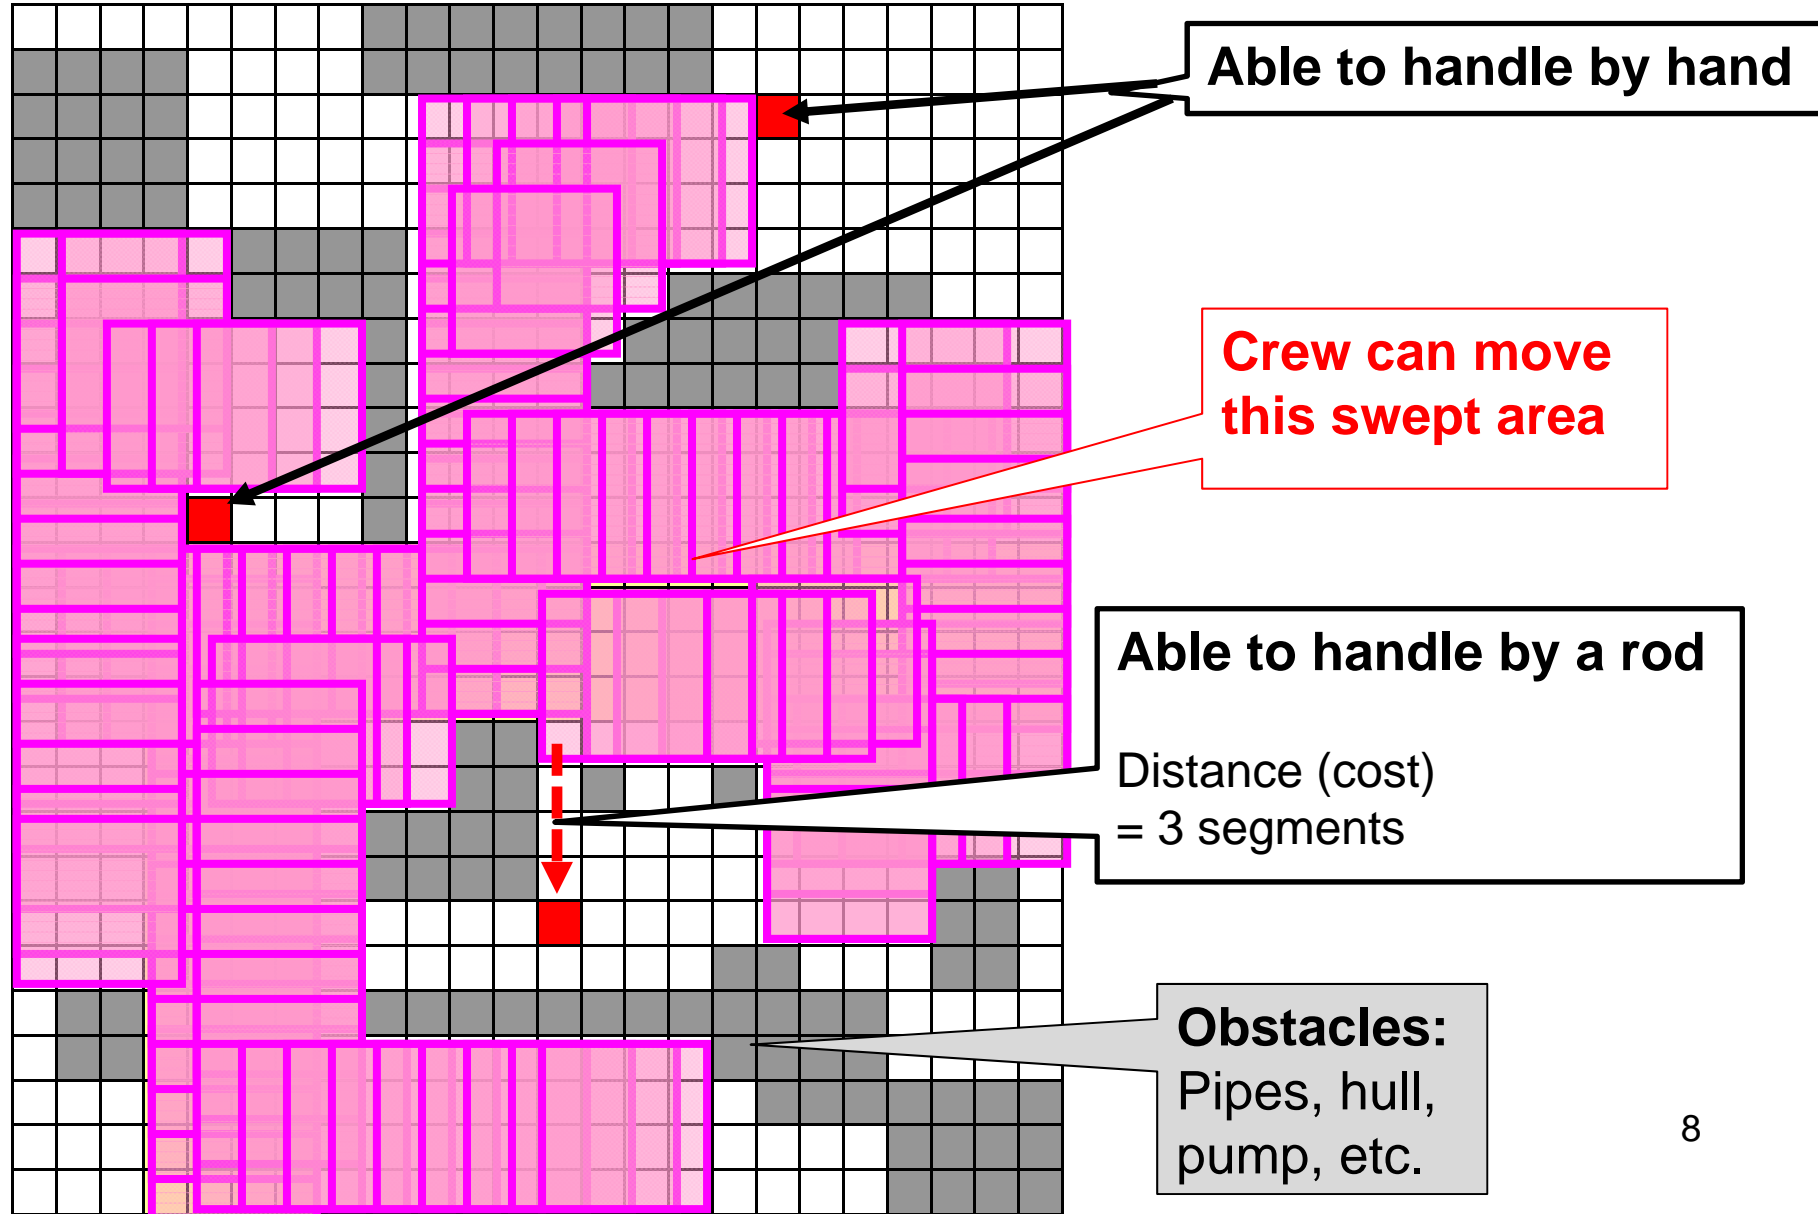 Able to handle by hand
Crew can move
this swept area
Able to handle by a rod
Distance (cost)
= 3 segments
Obstacles:
Pipes, hull,
pump, etc.
8